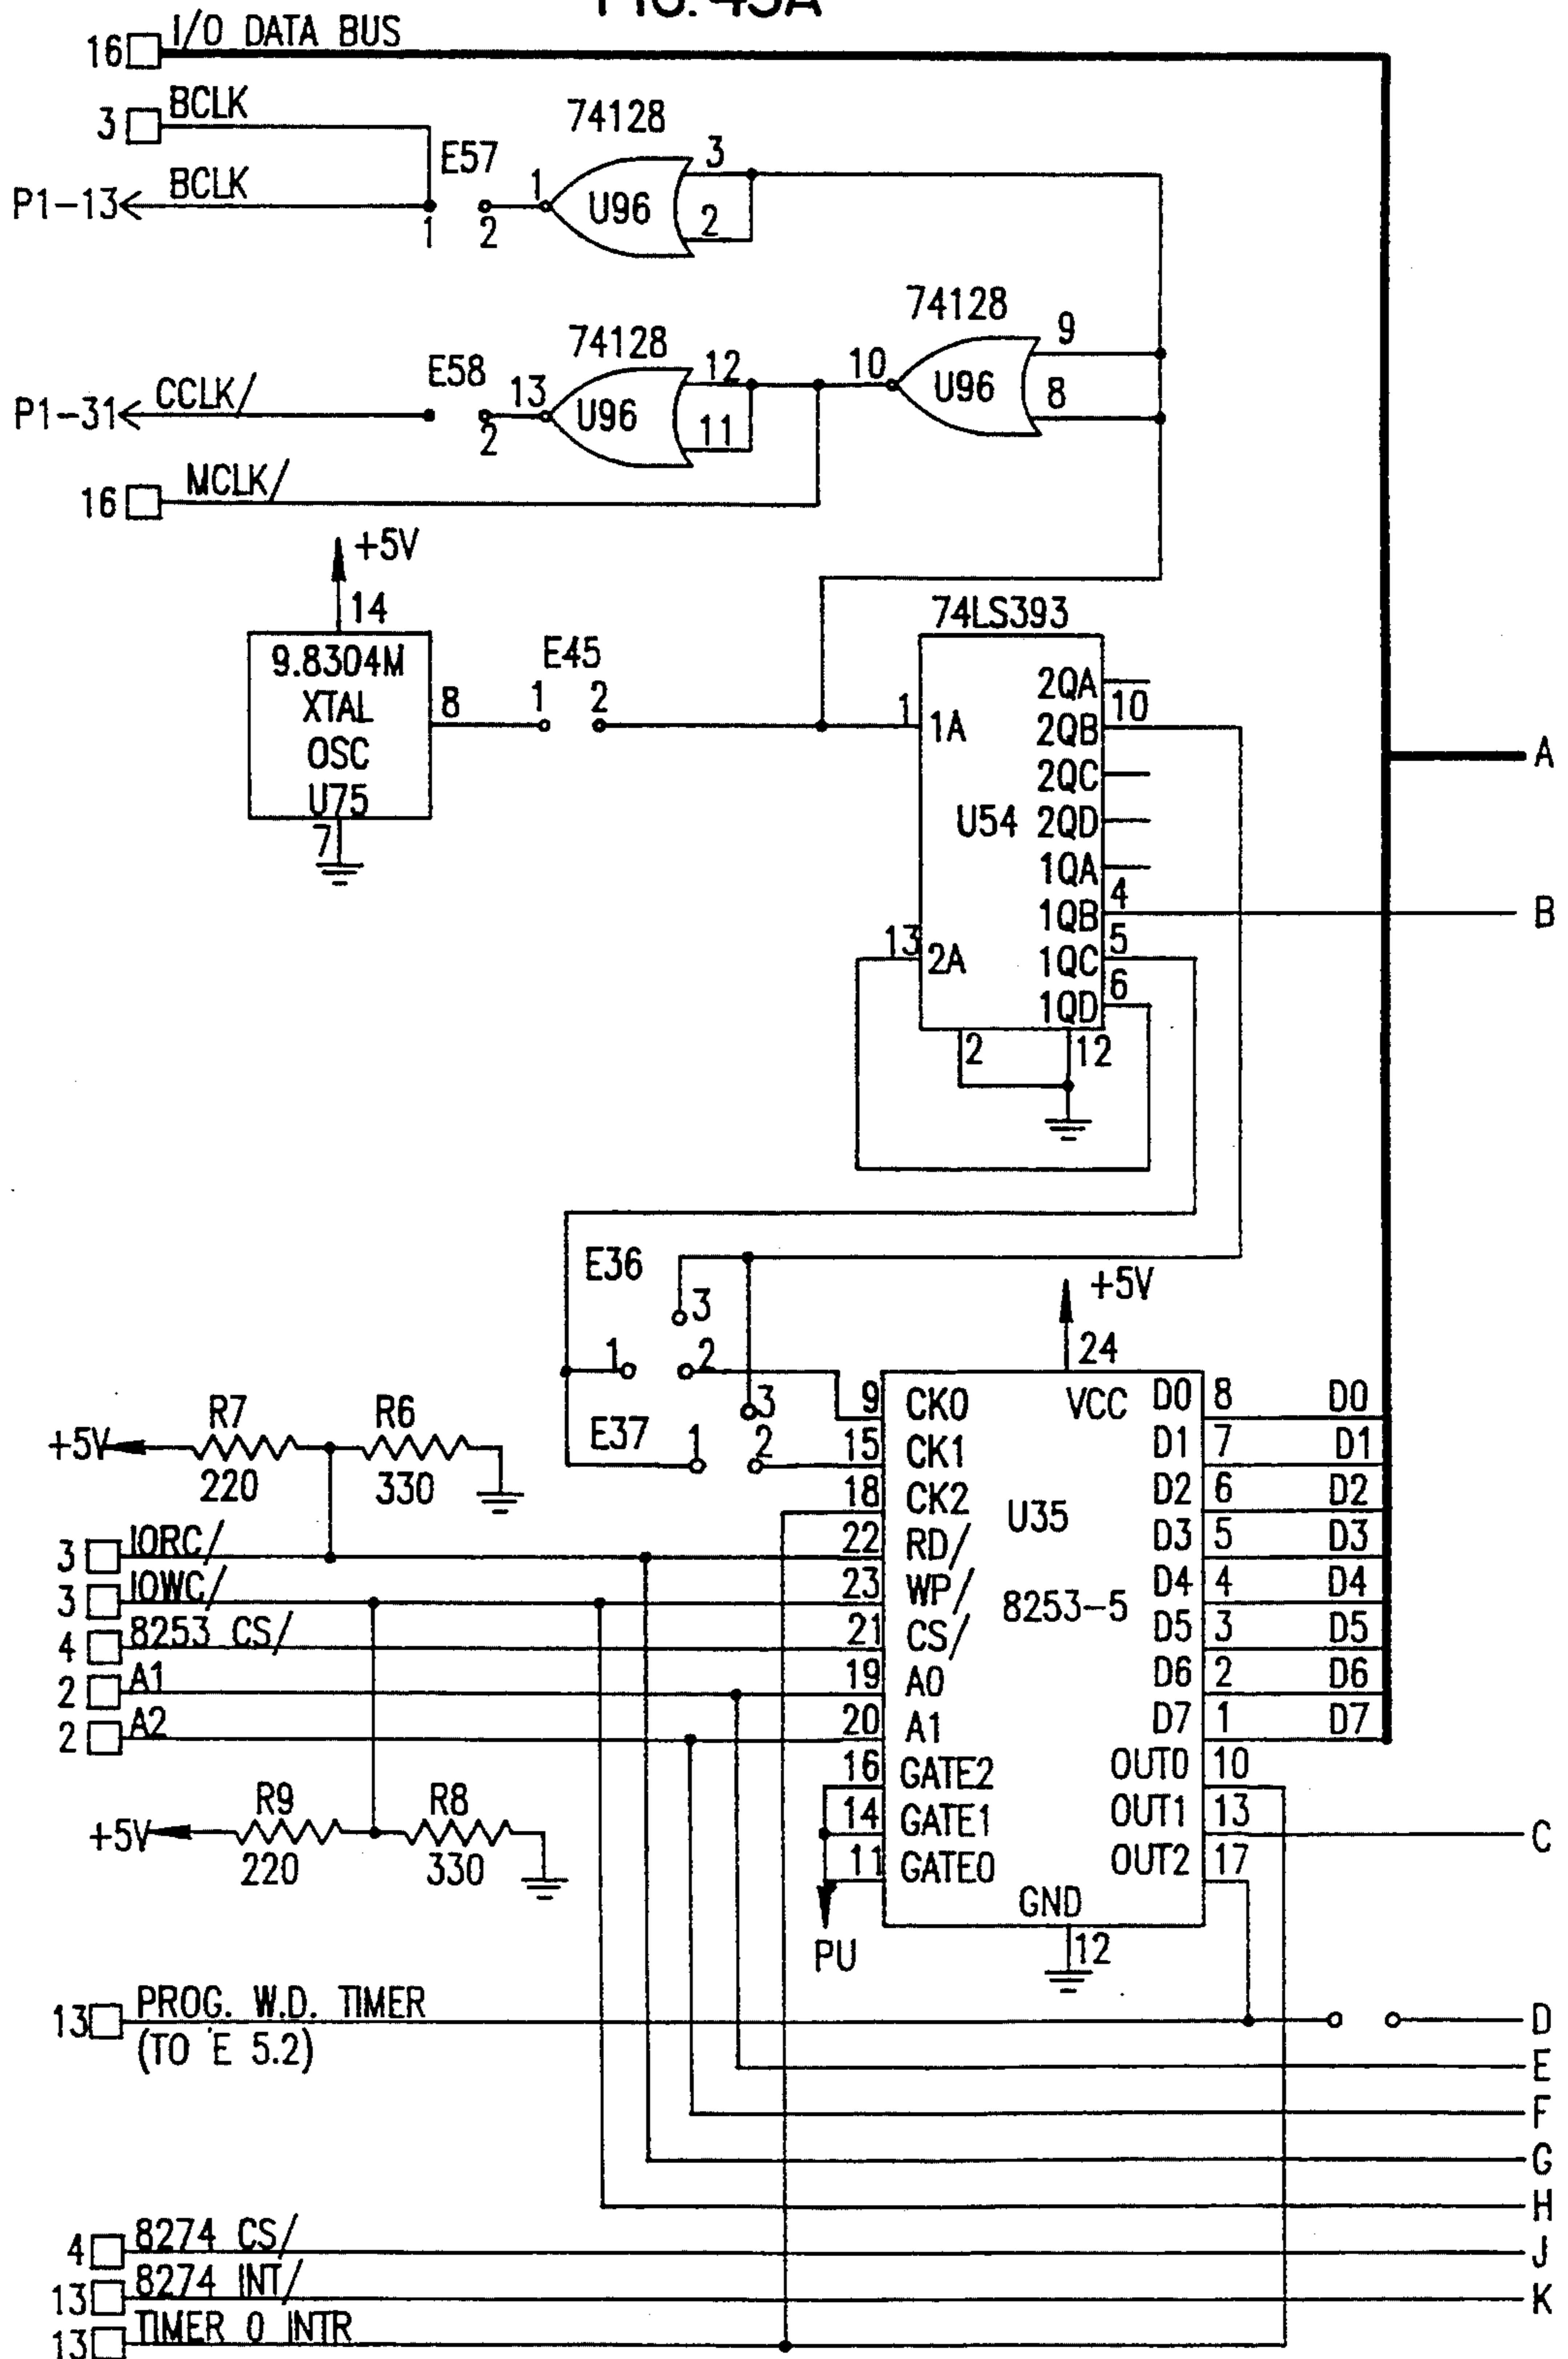 FIG. 45A
16 I/O DATA BUS
3 BCLK
74128
E57
3
P1-13 BCLK
1
U96
1
2
2
74128
74128
9
E58
13
12
10
U96
8
P1-31 CCLK/
U96
2
11
16 MCLK/
+5V
14
74LS393
9.8304M
XTAL
OSC
U75
8
7
E45
1
2
1
1A
2QA
10
2QB
2QC
U54
2QD
1QA
4
1QB
13
2A
5
1QC
6
1QD
2
12
A
B
E36
3
1
2
+5V
24
3
E37
1
2
9 CK0
VCC
D0 8 D0
15 CK1
D1 7 D1
18 CK2
D2 6 D2
U35
22 RD/
D3 5 D3
23 WP/
D4 4 D4
8253-5
21 CS/
D5 3 D5
19 A0
D6 2 D6
20 A1
D7 1 D7
16 GATE2
OUT0 10
14 GATE1
OUT1 13
C
11 GATE0
OUT2 17
GND
12
PU
R7
R6
+5V
220
330
3 IORC/
3 IOWC/
4 8253 CS/
2 A1
2 A2
R9
R8
+5V
220
330
13 PROG. W.D. TIMER
(TO E 5.2)
D
E
F
G
H
4 8274 CS/
J
13 8274 INT/
K
13 TIMER 0 INTR